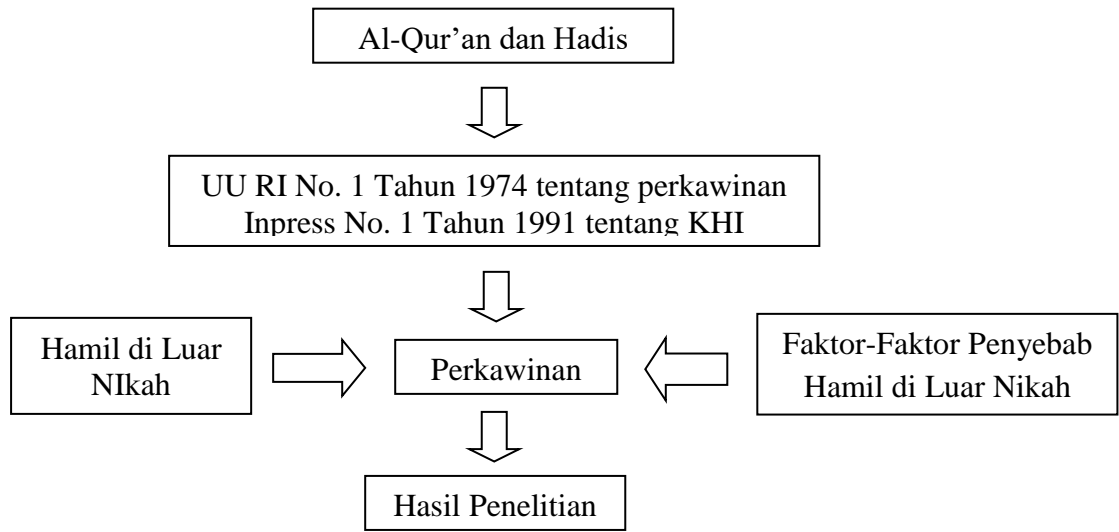 Al-Qur’an dan Hadis
UU RI No. 1 Tahun 1974 tentang perkawinan
Inpress No. 1 Tahun 1991 tentang KHI
Hamil di Luar
NIkah
Perkawinan
Faktor-Faktor Penyebab
Hamil di Luar Nikah
Hasil Penelitian